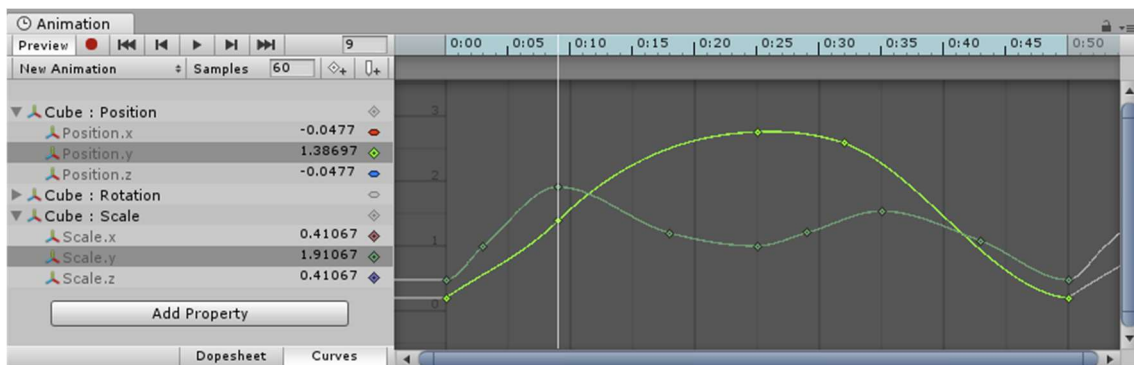 Animation
Preview 9 0:00 0:05 0:10 0:15 0:20 0:25 0:30 0:35 0:40 0:45 0:50
New Animation Samples 60
Cube : Position
Position.x -0.0477
Position.y 1.38697
Position.z -0.0477
Cube : Rotation
Cube : Scale
Scale.x 0.41067
Scale.y 1.91067
Scale.z 0.41067
Add Property
Dopesheet Curves
3
2
1
0